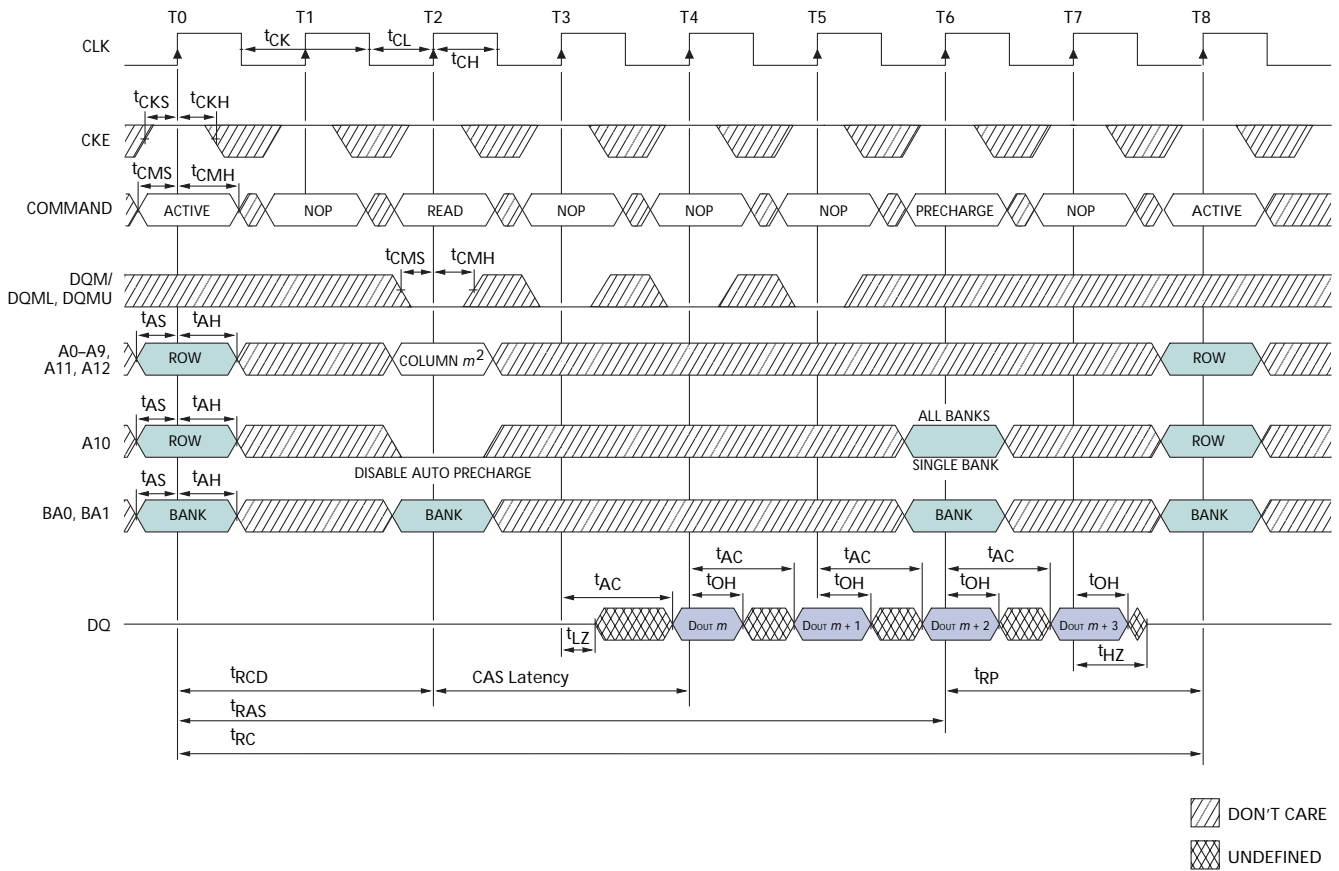 T0 T1 T2 T3 T4 T5 T6 T7 T8
CLK
tCK tCL
tCH
tCKS tCKH
CKE
tCMS tCMH
COMMAND ACTIVE NOP READ NOP NOP NOP PRECHARGE NOP ACTIVE
tCMS tCMH
DQM/
DQML, DQMU
tAS tAH
A0–A9,
A11, A12 ROW COLUMN m2 ROW
tAS tAH ALL BANKS
A10 ROW ROW
DISABLE AUTO PRECHARGE SINGLE BANK
tAS tAH
BA0, BA1 BANK BANK BANK BANK
tAC tAC tAC
tAC tOH tOH tOH tOH
DQ DOUT m DOUT m + 1 DOUT m + 2 DOUT m + 3
tLZ tHZ
tRCD CAS Latency tRP
tRAS
tRC
DON'T CARE
UNDEFINED